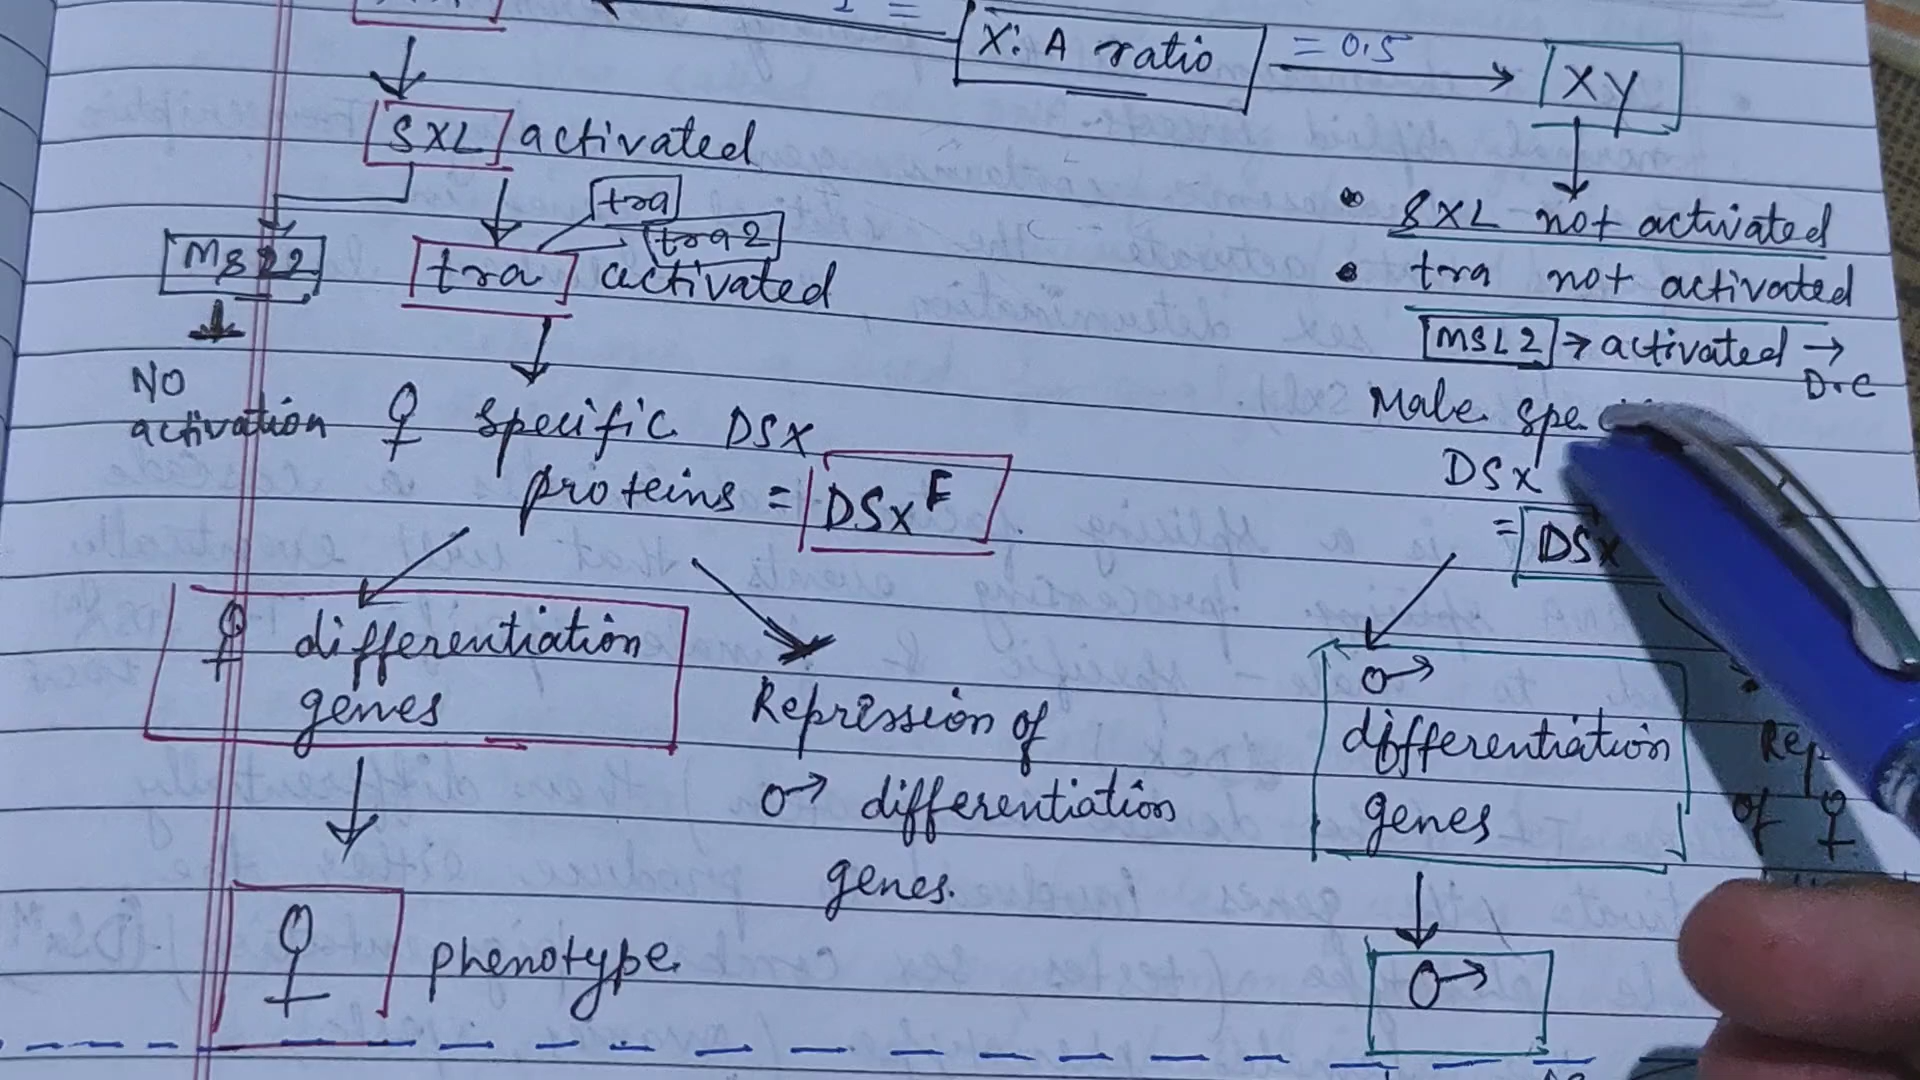 X:A ratio = 0.5 → XY
SXL activated
tra
tra2
MSL2
tra activated
• SXL not activated
• tra not activated
MSL2 → activated →
D.C
NO
activation
♀ specific DSX
proteins = DSX^F
Male spe
DSX
= DSX
♀ differentiation
genes
Repression of
♂ differentiation
genes.
♂
differentiation
genes
Rep
of ♀
♀ phenotype
♂